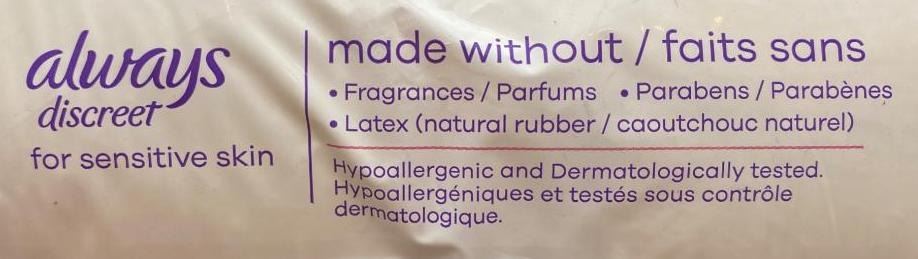 always
discreet
for sensitive skin
made without / faits sans
• Fragrances / Parfums • Parabens / Parabènes
• Latex (natural rubber / caoutchouc naturel)
Hypoallergenic and Dermatologically tested.
Hypoallergéniques et testés sous contrôle
dermatologique.